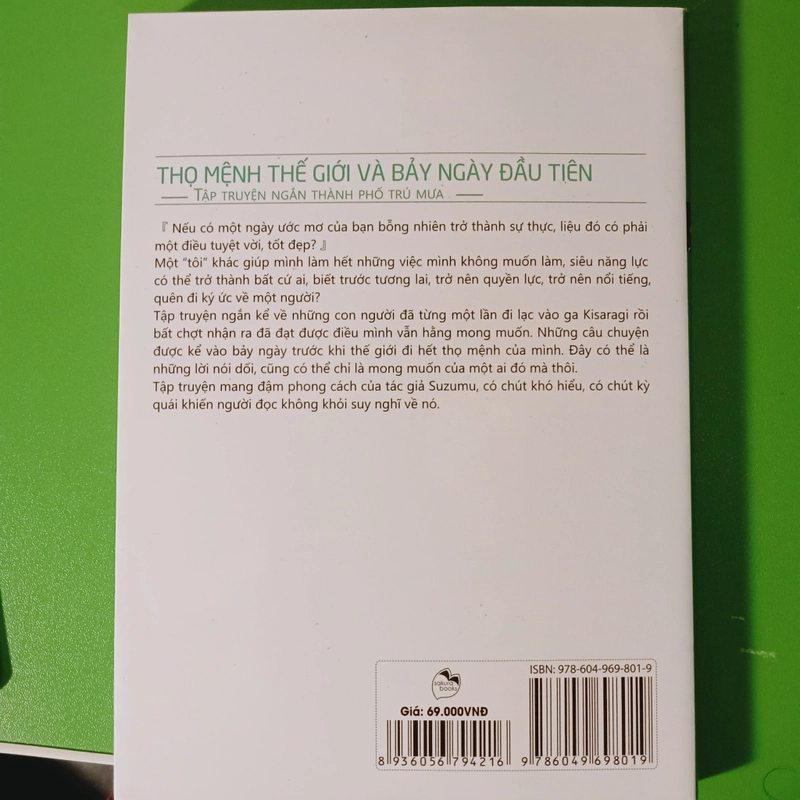 THỌ MỆNH THẾ GIỚI VÀ BẢY NGÀY ĐẦU TIÊN
TẬP TRUYỆN NGẮN THÀNH PHỐ TRÚ MƯA
『 Nếu có một ngày ước mơ của bạn bỗng nhiên trở thành sự thực, liệu đó có phải
một điều tuyệt vời, tốt đẹp? 』
Một “tôi” khác giúp mình làm hết những việc mình không muốn làm, siêu năng lực
có thể trở thành bất cứ ai, biết trước tương lai, trở nên quyền lực, trở nên nổi tiếng,
quên đi ký ức về một người?
Tập truyện ngắn kể về những con người đã từng một lần đi lạc vào ga Kisaragi rồi
bất chợt nhận ra đã đạt được điều mình vẫn hằng mong muốn. Những câu chuyện
được kể vào bảy ngày trước khi thế giới đi hết thọ mệnh của mình. Đây có thể là
những lời nói dối, cũng có thể chỉ là mong muốn của một ai đó mà thôi.
Tập truyện mang đậm phong cách của tác giả Suzumu, có chút khó hiểu, có chút kỳ
quái khiến người đọc không khỏi suy nghĩ về nó.
sakura
books
Giá: 69.000VNĐ
8 936056 794216
ISBN: 978-604-969-801-9
9 786049 698019